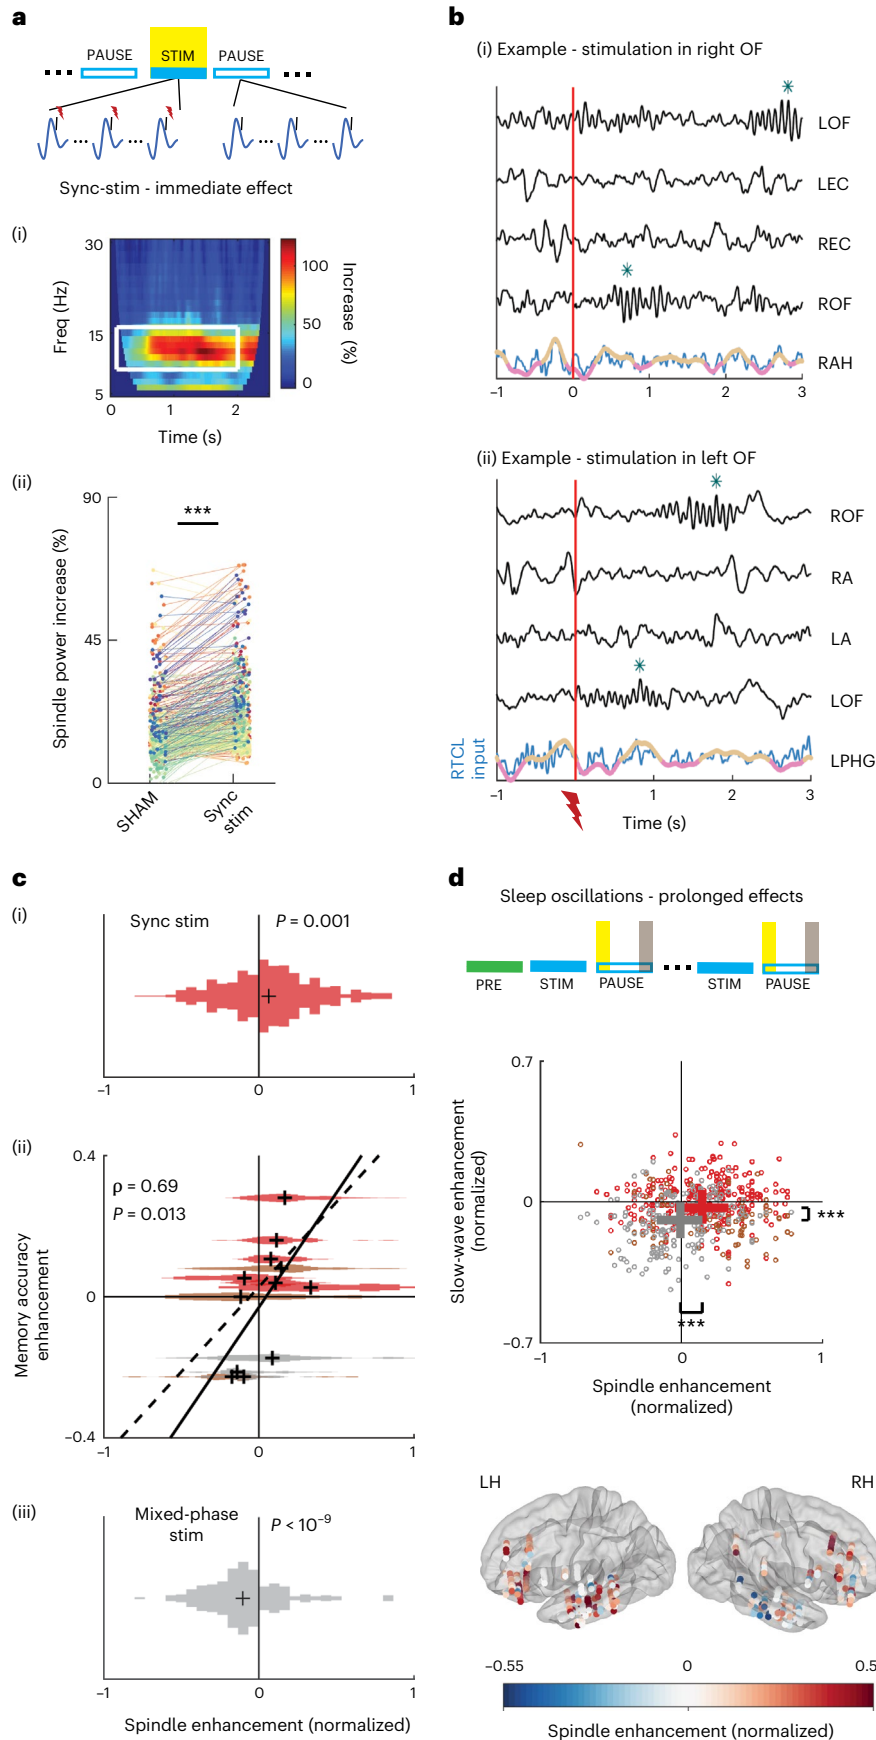 a
PAUSE
STIM
PAUSE
Sync-stim - immediate effect
(i)
30
15
5
Freq (Hz)
0
1
2
Time (s)
100
50
0
Increase (%)
(ii)
90
45
0
Spindle power increase (%)
***
SHAM
Sync
stim
b
(i) Example - stimulation in right OF
LOF
LEC
REC
ROF
RAH
–1
0
1
2
3
(ii) Example - stimulation in left OF
ROF
RA
LA
LOF
LPHG
RTCL
input
–1
1
2
3
Time (s)
c
(i)
Sync stim
P = 0.001
–1
0
1
(ii)
0.4
ρ = 0.69
P = 0.013
0
–0.4
Memory accuracy
enhancement
–1
0
1
(iii)
Mixed-phase
stim
P < 10⁻⁹
–1
0
1
Spindle enhancement (normalized)
d
Sleep oscillations - prolonged effects
PRE
STIM
PAUSE
STIM
PAUSE
0.7
0
–0.7
Slow-wave enhancement
(normalized)
***
***
–1
0
1
Spindle enhancement
(normalized)
LH
RH
–0.55
0
0.5
Spindle enhancement (normalized)